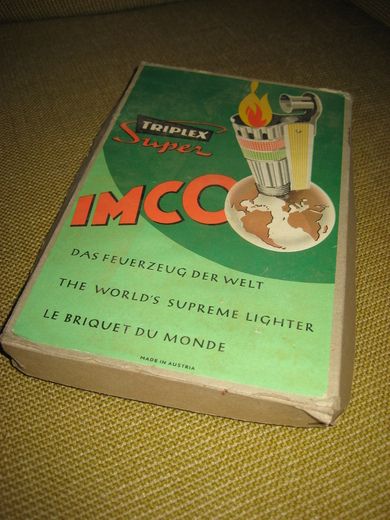 TRIPLEX
Super
IMCO
DAS FEUERZEUG DER WELT
THE WORLD'S SUPREME LIGHTER
LE BRIQUET DU MONDE
MADE IN AUSTRIA